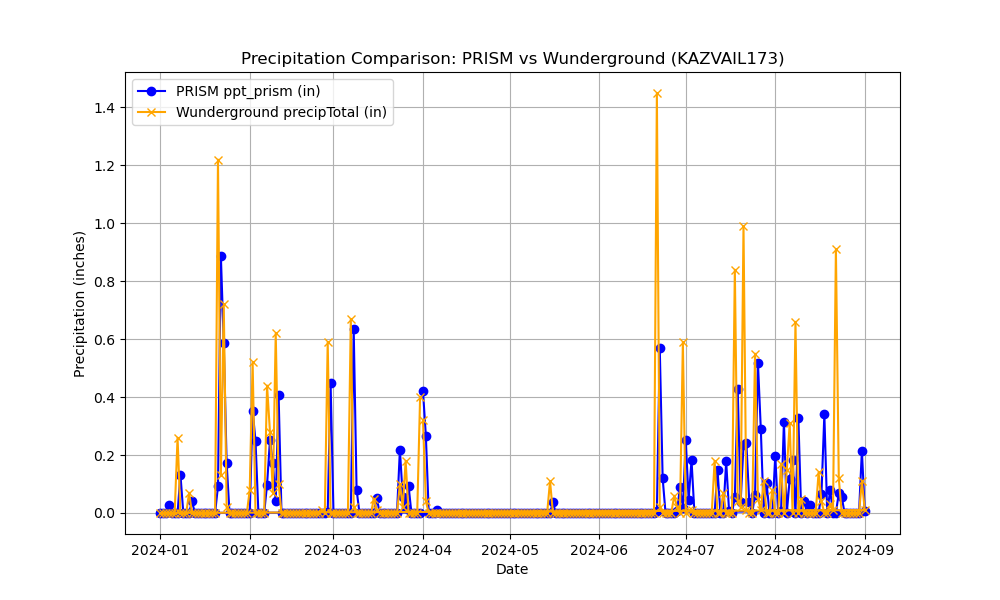 Precipitation Comparison: PRISM vs Wunderground (KAZVAIL173)
PRISM ppt_prism (in)
Wunderground precipTotal (in)
Precipitation (inches)
1.4
1.2
1.0
0.8
0.6
0.4
0.2
0.0
2024-01 2024-02 2024-03 2024-04 2024-05 2024-06 2024-07 2024-08 2024-09
Date